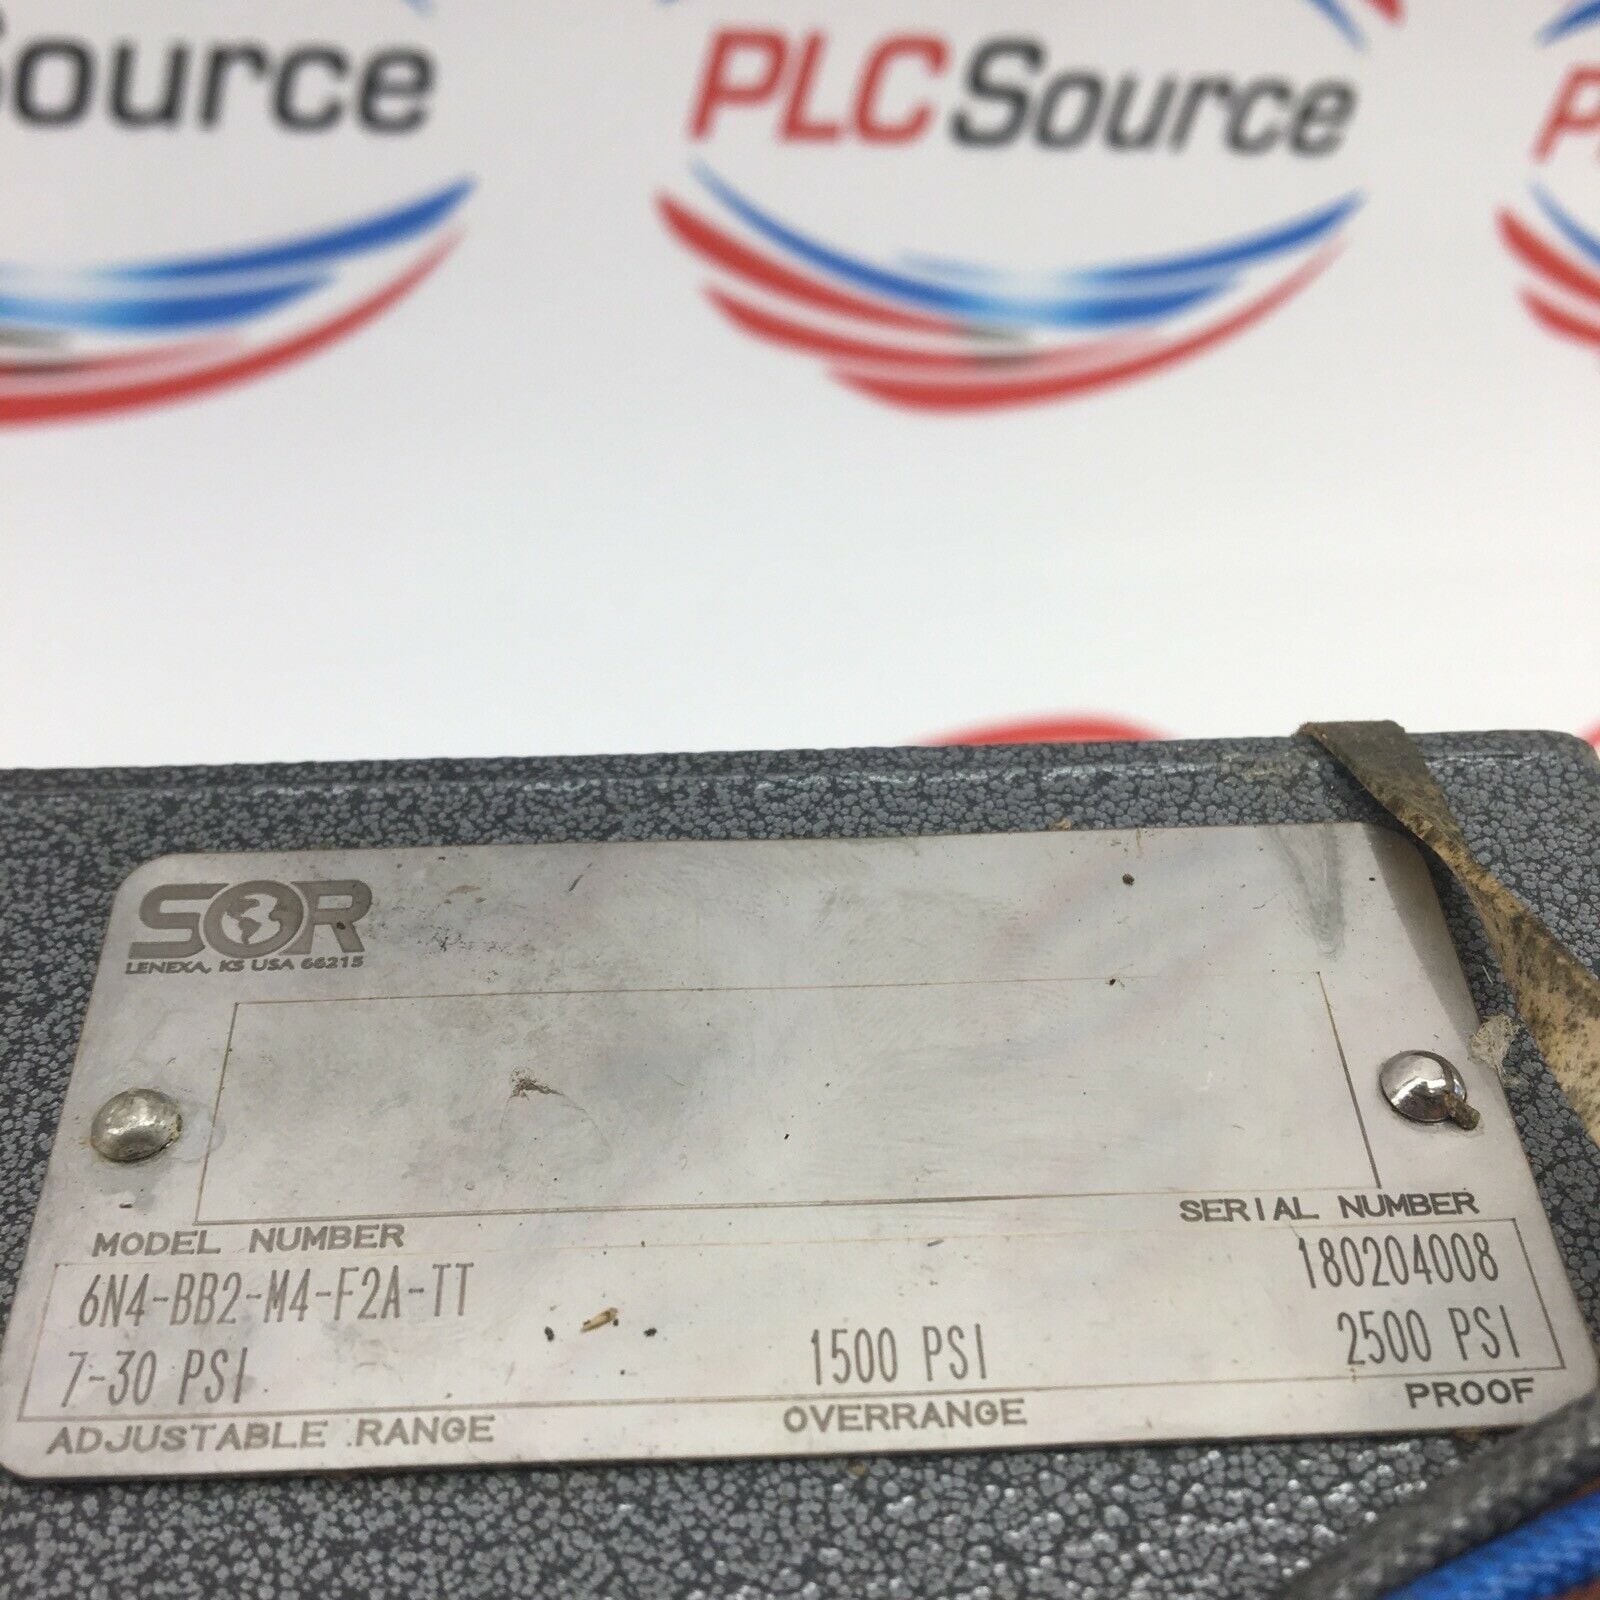 Source
PLC Source
P
SOR
LENEXA, KS USA 66215
MODEL NUMBER
SERIAL NUMBER
6N4-BB2-M4-F2A-TT
180204008
7-30 PSI
1500 PSI
2500 PSI
ADJUSTABLE RANGE
OVERRANGE
PROOF